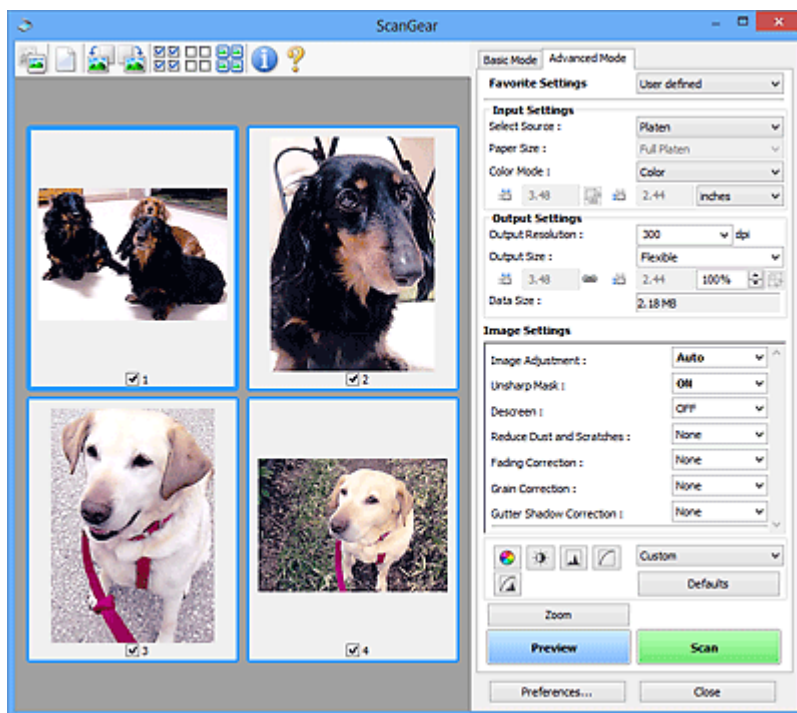 ScanGear
Basic Mode Advanced Mode
Favorite Settings User defined
Input Settings
Select Source : Platen
Paper Size : Full Platen
Color Mode : Color
3.48 2.44 inches
Output Settings
Output Resolution : 300 dpi
Output Size : Flexible
3.48 2.44 100%
Data Size : 2.18 MB
Image Settings
Image Adjustment : Auto
Unsharp Mask : ON
Descreen : OFF
Reduce Dust and Scratches : None
Fading Correction : None
Grain Correction : None
Gutter Shadow Correction : None
Custom
Defaults
Zoom
Preview Scan
Preferences... Close
1
2
3
4